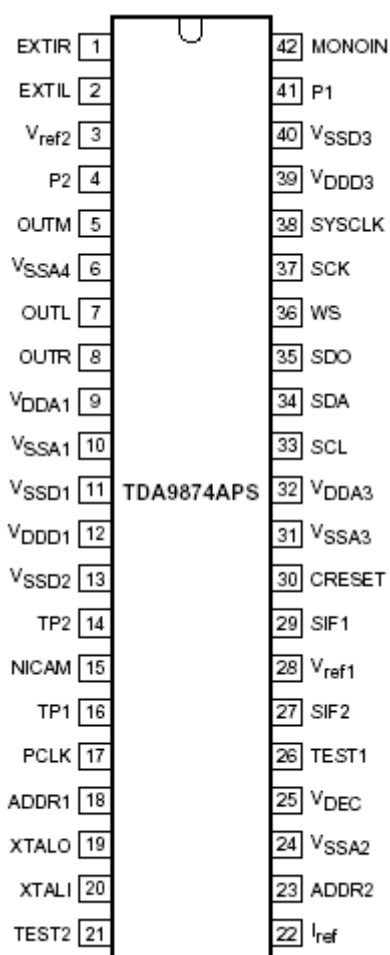 EXTIR 1 42 MONOIN
EXTIL 2 41 P1
Vref2 3 40 VSSD3
P2 4 39 VDDD3
OUTM 5 38 SYSCLK
VSSA4 6 37 SCK
OUTL 7 36 WS
OUTR 8 35 SDO
VDDA1 9 34 SDA
VSSA1 10 33 SCL
VSSD1 11 TDA9874APS 32 VDDA3
VDDD1 12 31 VSSA3
VSSD2 13 30 CRESET
TP2 14 29 SIF1
NICAM 15 28 Vref1
TP1 16 27 SIF2
PCLK 17 26 TEST1
ADDR1 18 25 VDEC
XTALO 19 24 VSSA2
XTALI 20 23 ADDR2
TEST2 21 22 Iref